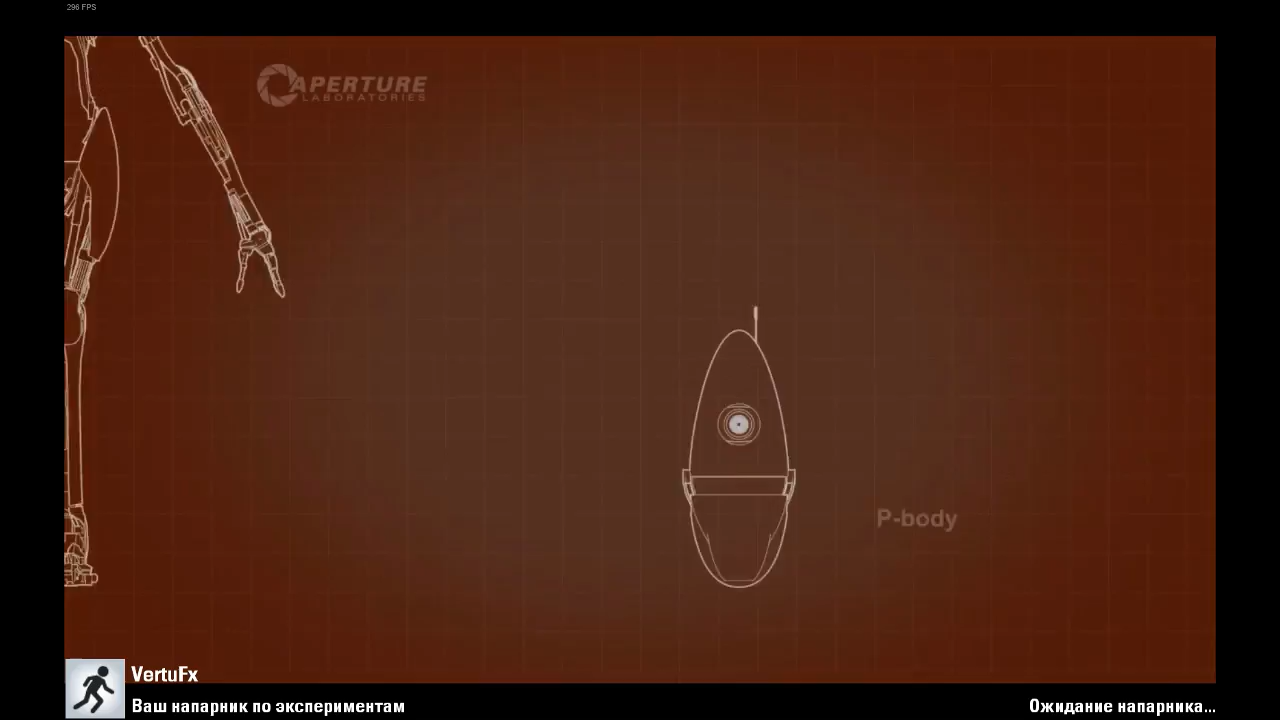 296 FPS
APERTURE
LABORATORIES
P-body
VertuFx
Ваш напарник по экспериментам
Ожидание напарника...